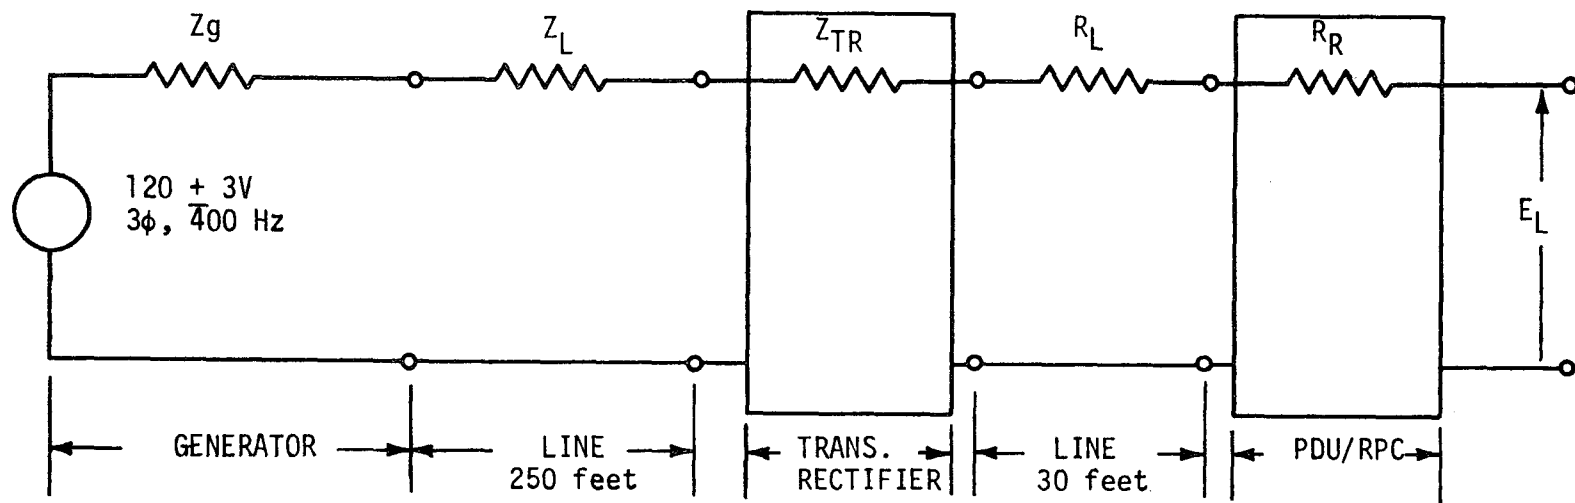 Zg
Z_L
Z_TR
R_L
R_R
120 ± 3V
3ϕ, 400 Hz
E_L
GENERATOR
LINE
250 feet
TRANS.
RECTIFIER
LINE
30 feet
PDU/RPC